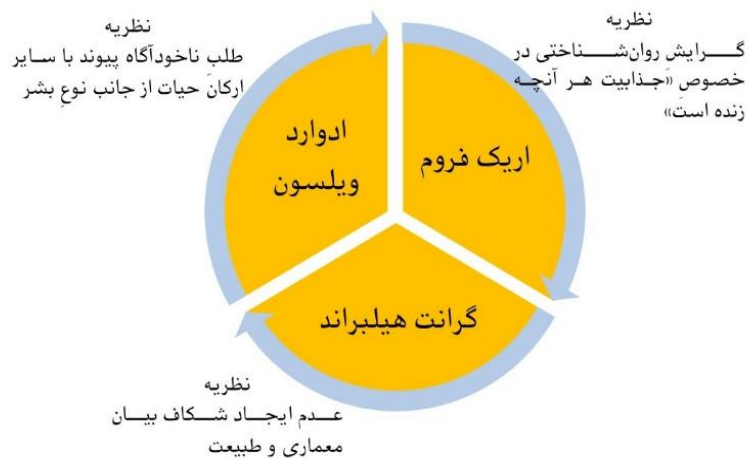 نظریه
گرایش روان‌شناختی در
خصوصِ «جذابیت هر آنچه
زنده است»
اریک فروم
نظریه
طلب ناخودآگاه پیوند با سایر
ارکان حیات از جانب نوعِ بشر
ادوارد
ویلسون
گرانت هیلبراند
نظریه
عدم ایجاد شکاف بیان
معماری و طبیعت